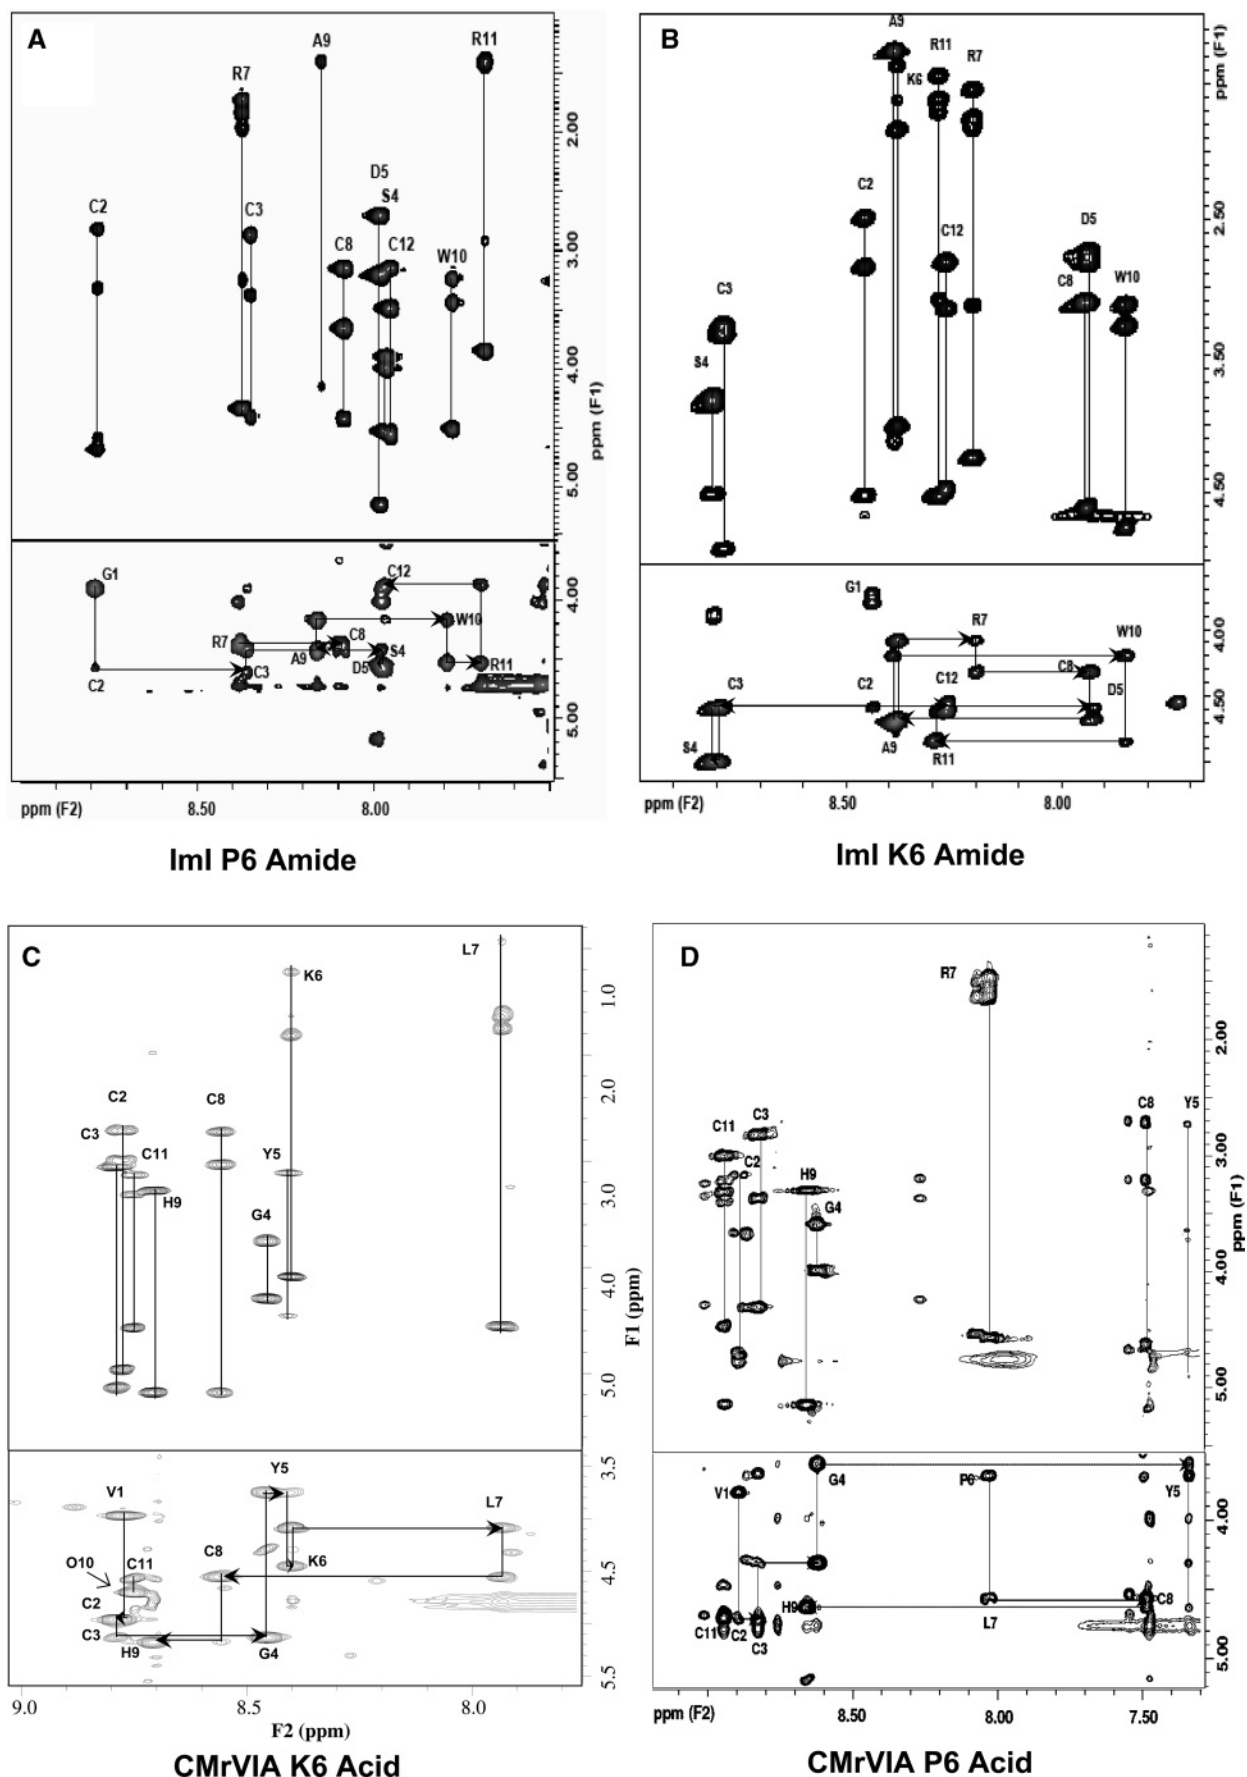 A
B
A9
R11
R7
C2
C3
D5
S4
C8
C12
W10
2.00
3.00
4.00
5.00
ppm (F1)
G1
C12
R7
C8
W10
A9
S4
C3
D5
R11
C2
4.00
5.00
ppm (F2)
8.50
8.00
ImI P6 Amide
A9
R11
R7
K6
C2
C12
D5
C3
C8
W10
S4
ppm (F1)
2.50
3.50
4.50
G1
R7
W10
C8
C3
C2
C12
D5
S4
A9
R11
4.00
4.50
ppm (F2)
8.50
8.00
ImI K6 Amide
C
L7
K6
C2
C8
C3
C11
Y5
H9
G4
1.0
2.0
3.0
4.0
5.0
F1 (ppm)
Y5
V1
L7
O10
C11
C8
K6
C2
C3
H9
G4
3.5
4.5
5.5
9.0
8.5
8.0
F2 (ppm)
CMrVIA K6 Acid
D
R7
C3
C11
C2
H9
G4
C8
Y5
2.00
3.00
4.00
5.00
ppm (F1)
G4
P6
Y5
V1
H9
C8
C11
C2
C3
L7
4.00
5.00
ppm (F2)
8.50
8.00
7.50
CMrVIA P6 Acid